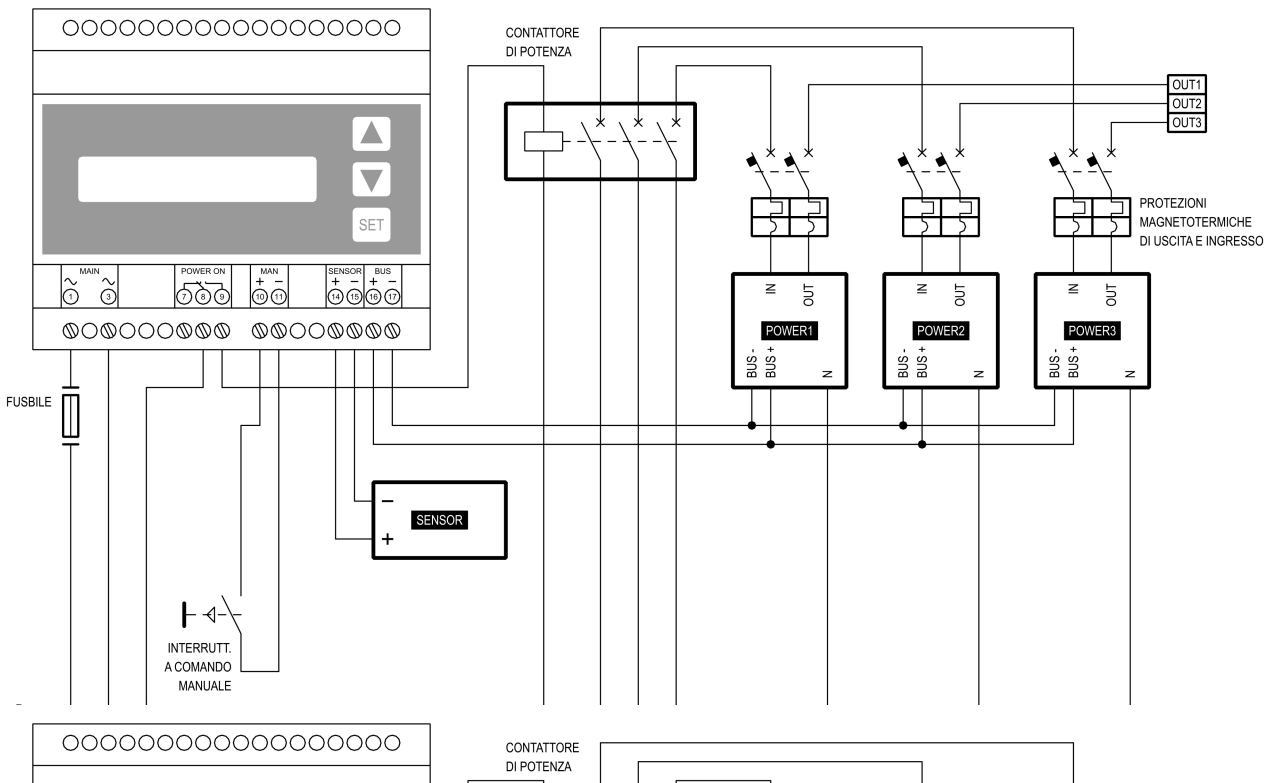 CONTATTORE
DI POTENZA
OUT1
OUT2
OUT3
SET
PROTEZIONI
MAGNETOTERMICHE
DI USCITA E INGRESSO
MAIN POWER ON MAN SENSOR BUS
+ − + − + −
1 3 7 8 9 10 11 14 15 16 17
IN OUT
IN OUT
IN OUT
POWER1
POWER2
POWER3
BUS - BUS + N
BUS - BUS + N
BUS - BUS + N
FUSBILE
−
SENSOR
+
INTERRUTT.
A COMANDO
MANUALE
CONTATTORE
DI POTENZA